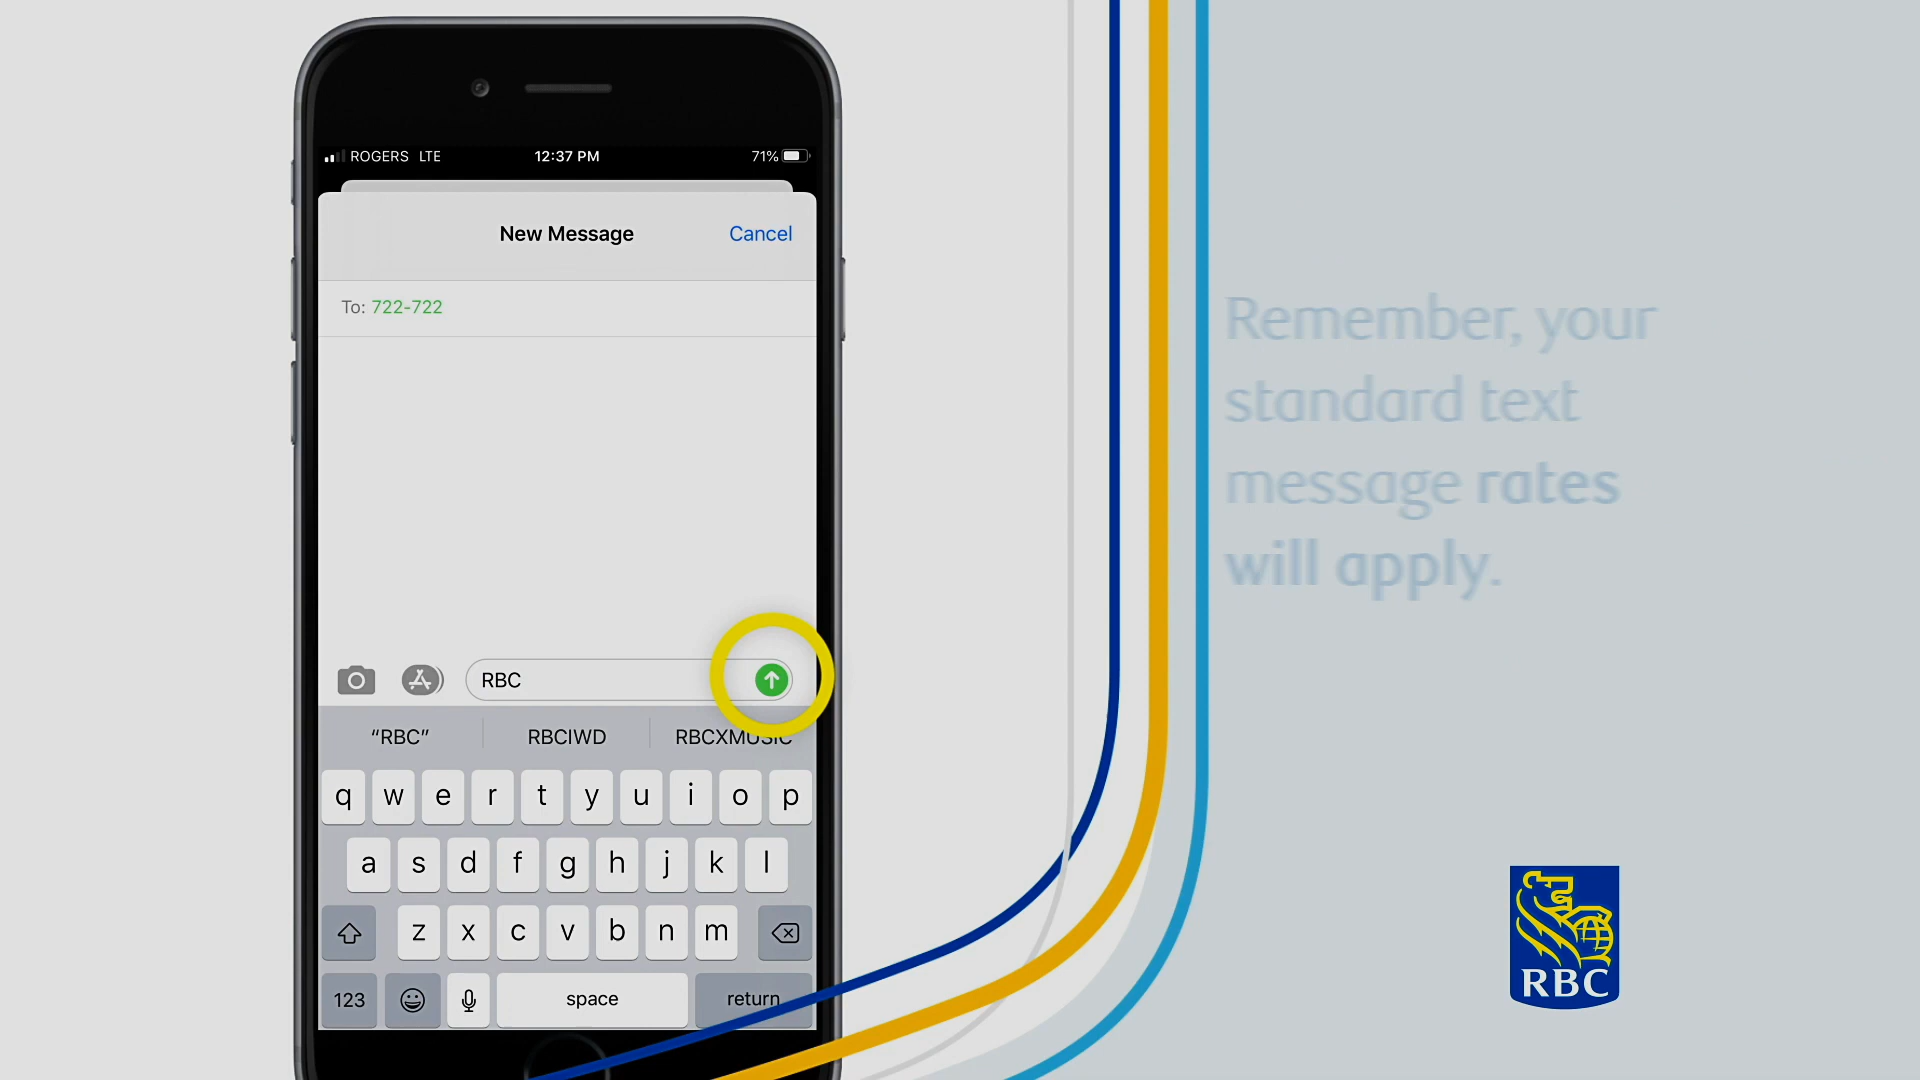 ROGERS LTE 12:37 PM 71%
New Message Cancel
To: 722-722
Remember, your
standard text
message rates
will apply.
RBC
“RBC” RBCIWD RBCXMUSIC
q w e r t y u i o p
a s d f g h j k l
z x c v b n m
123 space return
RBC